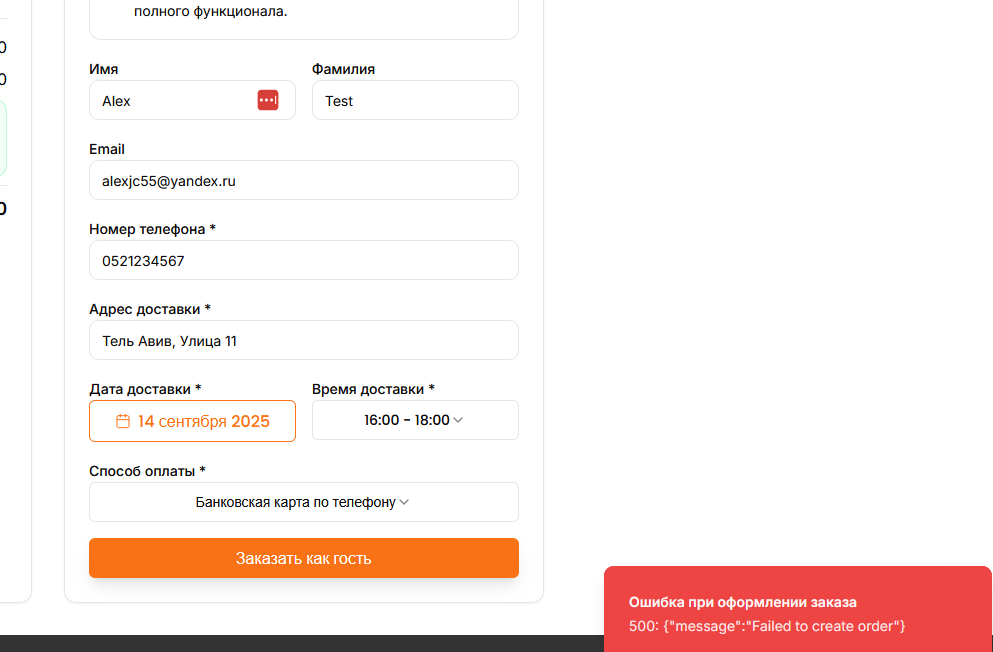 полного функционала.
0
0
0
Имя
Фамилия
Alex
Test
Email
alexjc55@yandex.ru
Номер телефона *
0521234567
Адрес доставки *
Тель Авив, Улица 11
Дата доставки *
Время доставки *
14 сентября 2025
16:00 - 18:00
Способ оплаты *
Банковская карта по телефону
Заказать как гость
Ошибка при оформлении заказа
500: {"message":"Failed to create order"}